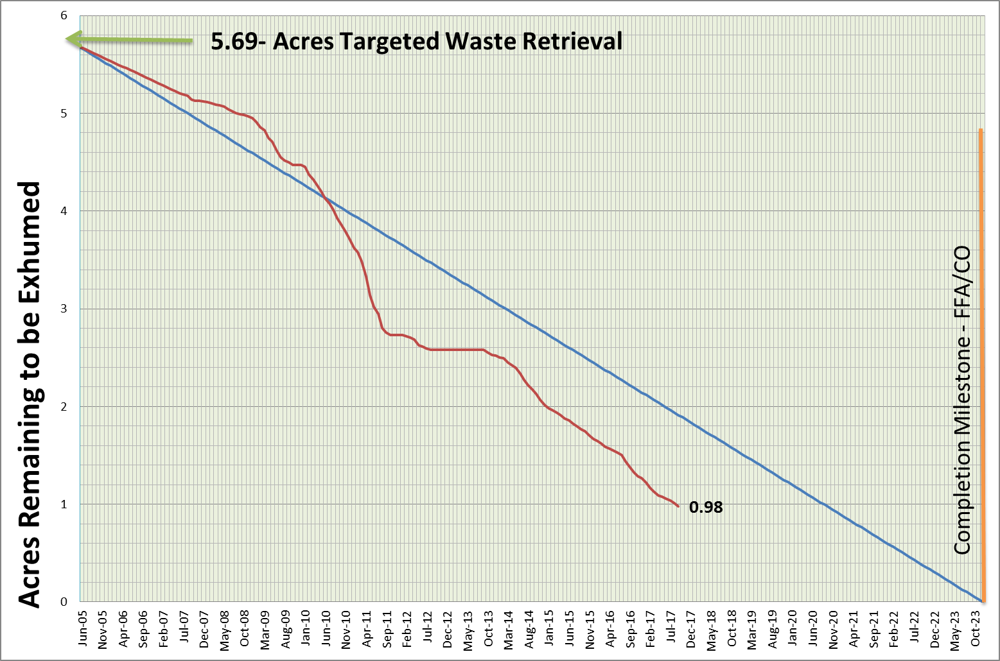 5.69- Acres Targeted Waste Retrieval
Acres Remaining to be Exhumed
6
5
4
3
2
1
0
0.98
Completion Milestone - FFA/CO
Jun-05
Nov-05
Apr-06
Sep-06
Feb-07
Jul-07
Dec-07
May-08
Oct-08
Mar-09
Aug-09
Jan-10
Jun-10
Nov-10
Apr-11
Sep-11
Feb-12
Jul-12
Dec-12
May-13
Oct-13
Mar-14
Aug-14
Jan-15
Jun-15
Nov-15
Apr-16
Sep-16
Feb-17
Jul-17
Dec-17
May-18
Oct-18
Mar-19
Aug-19
Jan-20
Jun-20
Nov-20
Apr-21
Sep-21
Feb-22
Jul-22
Dec-22
May-23
Oct-23